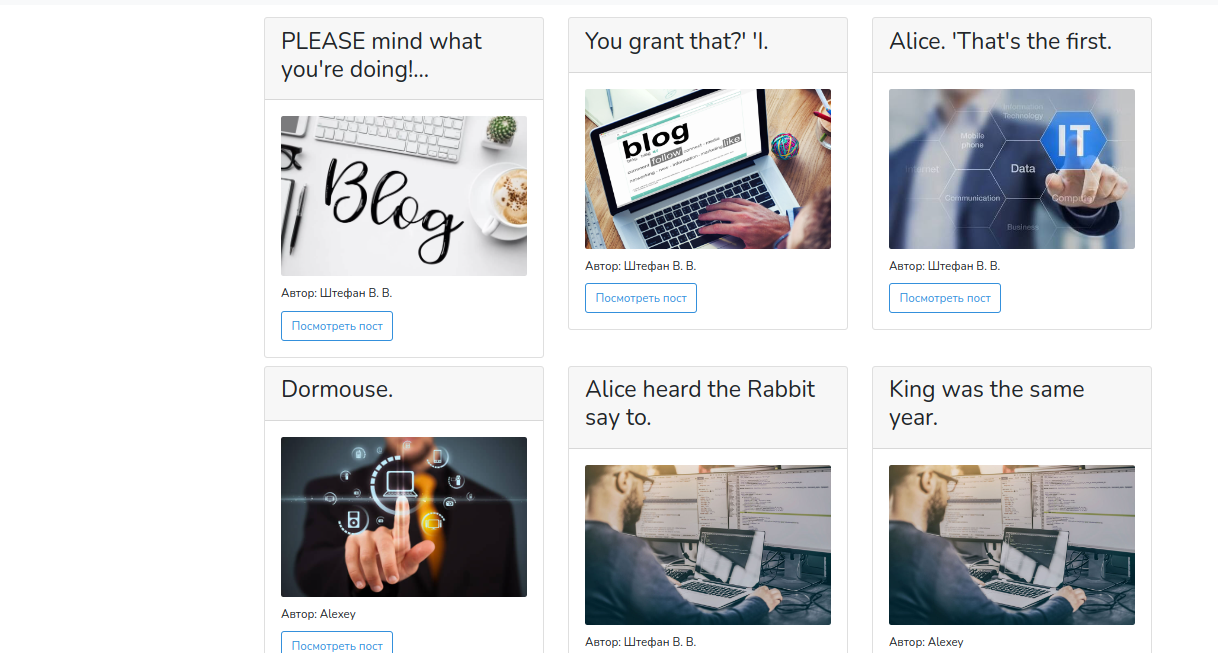 PLEASE mind what
you're doing!...
You grant that?' 'I.
Alice. 'That's the first.
Blog
blog
follow
like
Information
Technology
Mobile
phone
IT
Internet
Data
Communication
Business
Автор: Штефан В. В.
Посмотреть пост
Автор: Штефан В. В.
Посмотреть пост
Автор: Штефан В. В.
Посмотреть пост
Dormouse.
Alice heard the Rabbit
say to.
King was the same
year.
Автор: Alexey
Посмотреть пост
Автор: Штефан В. В.
Автор: Alexey